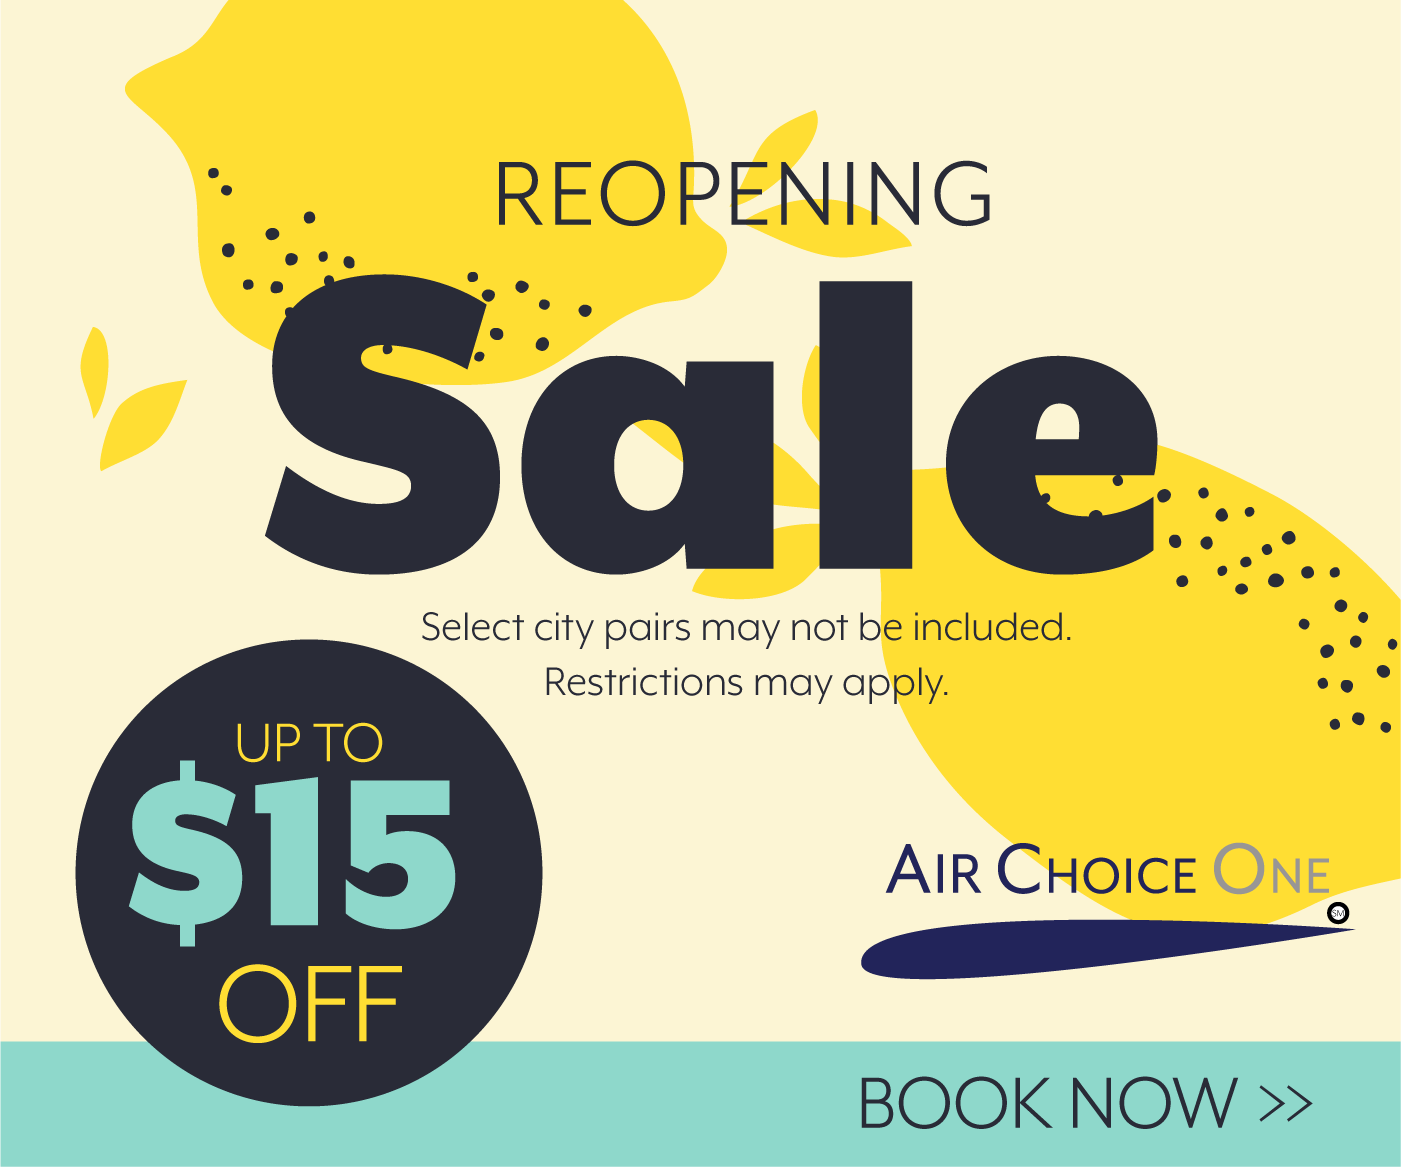 REOPENING
Sale
Select city pairs may not be included.
Restrictions may apply.
UP TO
$15
OFF
AIR CHOICE ONE
SM
BOOK NOW >>